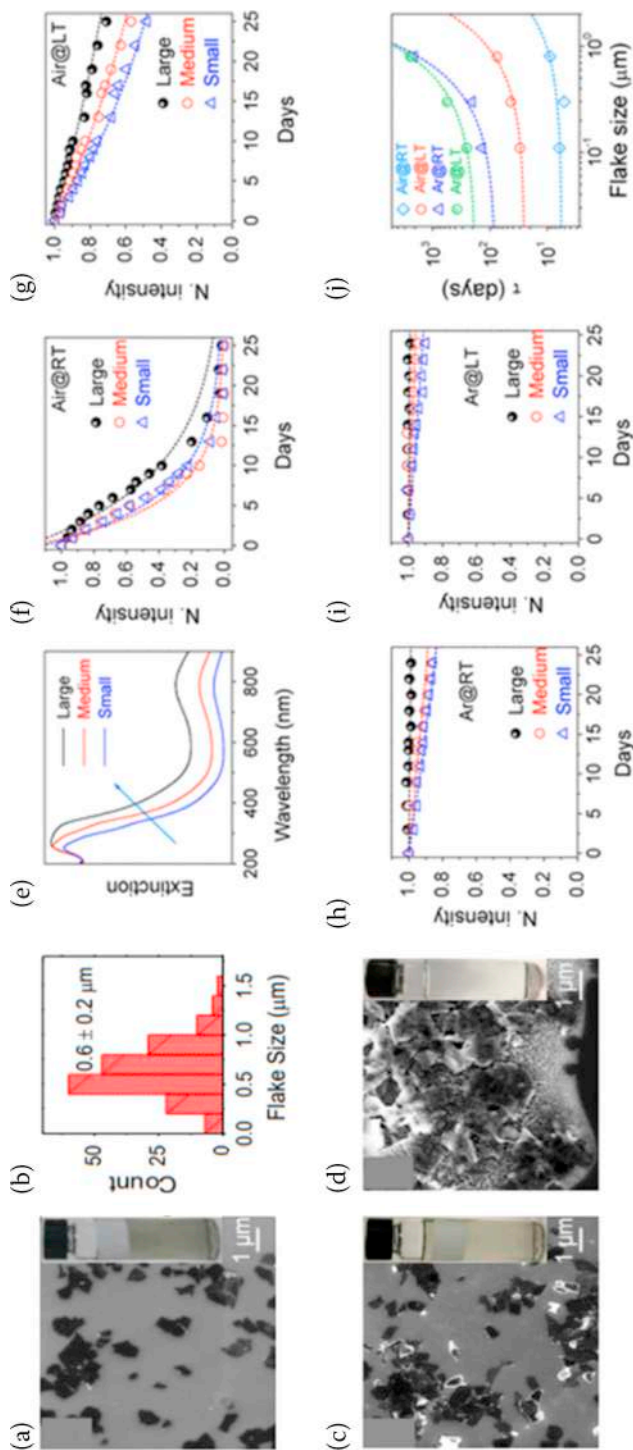 (a)
1 μm
(b)
Count
50
25
0
0.6 ± 0.2 μm
0.0 0.5 1.0 1.5
Flake Size (μm)
(c)
1 μm
(d)
1 μm
(e)
Extinction
Large
Medium
Small
200 400 600 800
Wavelength (nm)
(f)
N. intensity
1.0
0.8
0.6
0.4
0.2
0.0
Air@RT
Large
Medium
Small
0 5 10 15 20 25
Days
(g)
N. intensity
1.0
0.8
0.6
0.4
0.2
0.0
Air@LT
Large
Medium
Small
0 5 10 15 20 25
Days
(h)
N. intensity
1.0
0.8
0.6
0.4
0.2
0.0
Ar@RT
Large
Medium
Small
0 5 10 15 20 25
Days
(i)
N. intensity
1.0
0.8
0.6
0.4
0.2
0.0
Ar@LT
Large
Medium
Small
0 5 10 15 20 25
Days
(j)
τ (days)
10³
10²
10¹
Air@RT
Air@LT
Ar@RT
Ar@LT
10⁻¹ 10⁰
Flake size (μm)